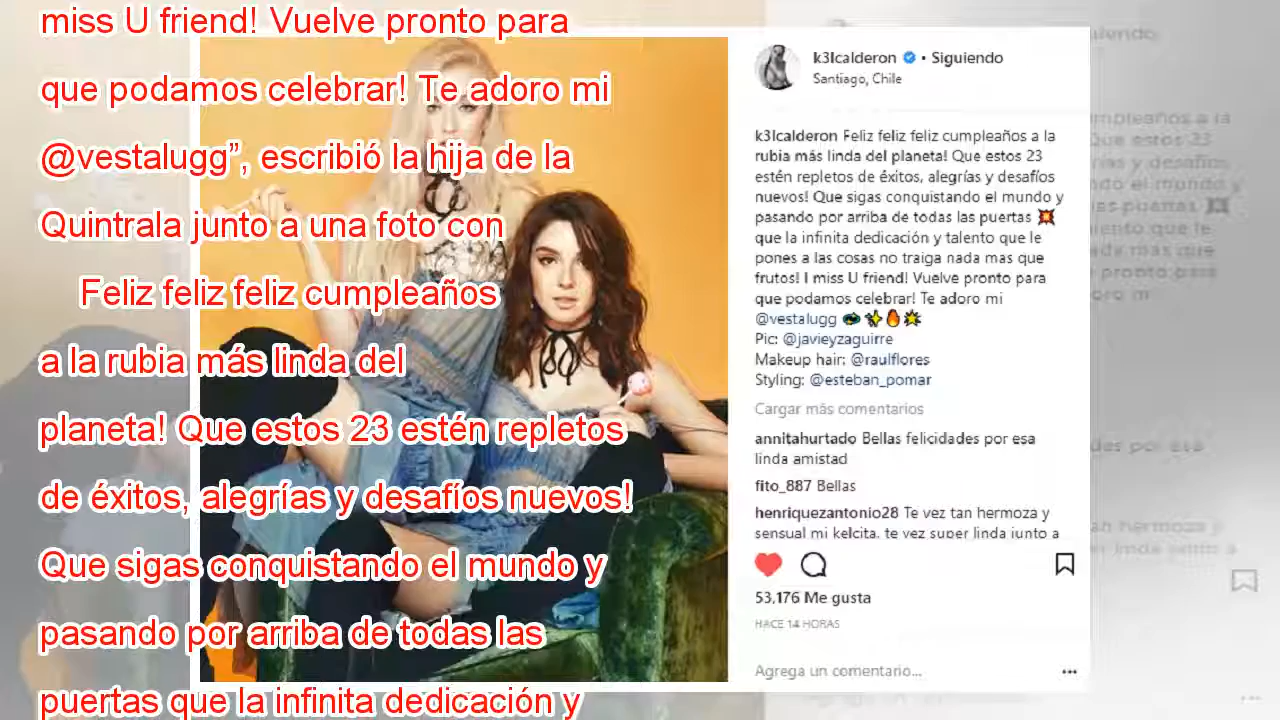 miss U friend! Vuelve pronto para
que podamos celebrar! Te adoro mi
@vestalugg”, escribió la hija de la
Quintrala junto a una foto con
Feliz feliz feliz cumpleaños
a la rubia más linda del
planeta! Que estos 23 estén repletos
de éxitos, alegrías y desafíos nuevos!
Que sigas conquistando el mundo y
pasando por arriba de todas las
puertas que la infinita dedicación y
k3lcalderon • Siguiendo
Santiago, Chile
k3lcalderon Feliz feliz feliz cumpleaños a la
rubia más linda del planeta! Que estos 23
estén repletos de éxitos, alegrías y desafíos
nuevos! Que sigas conquistando el mundo y
pasando por arriba de todas las puertas 💥
que la infinita dedicación y talento que le
pones a las cosas no traiga nada mas que
frutos! I miss U friend! Vuelve pronto para
que podamos celebrar! Te adoro mi
@vestalugg
Pic: @javieyzaguirre
Makeup hair: @raulflores
Styling: @esteban_pomar
Cargar más comentarios
annitahurtado Bellas felicidades por esa
linda amistad
fito_887 Bellas
henriquezantonio28 Te vez tan hermoza y
sensual mi kelcita, te vez super linda junto a
53,176 Me gusta
HACE 14 HORAS
Agrega un comentario...